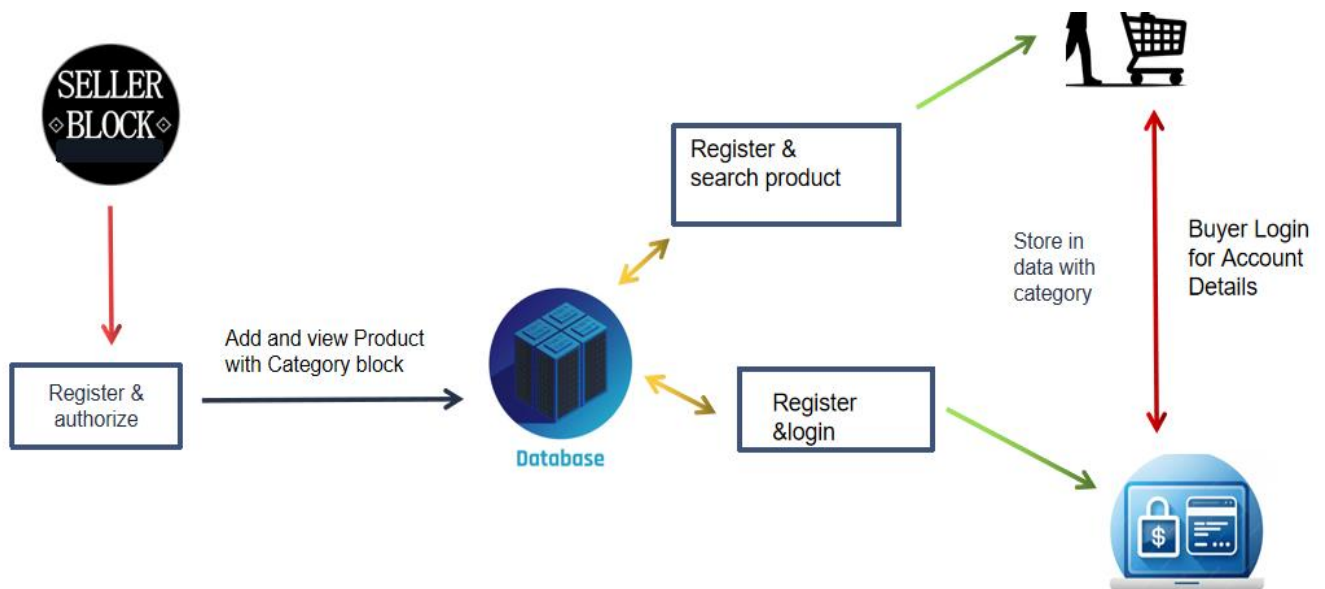 SELLER
BLOCK
Register &
search product
Store in
data with
category
Buyer Login
for Account
Details
Add and view Product
with Category block
Register &
authorize
Database
Register
&login
$